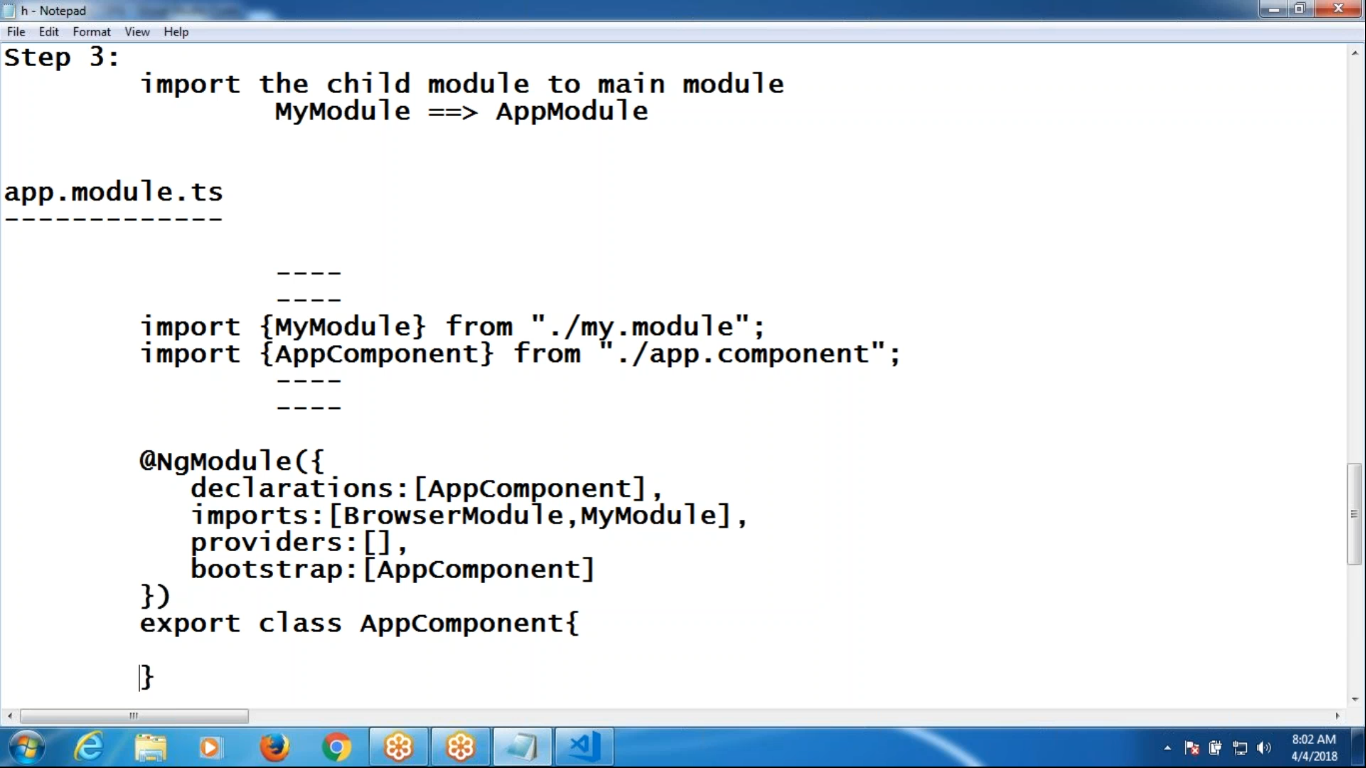 h - Notepad
File Edit Format View Help
Step 3:
import the child module to main module
MyModule ==> AppModule
app.module.ts
-------------
----
----
import {MyModule} from "./my.module";
import {AppComponent} from "./app.component";
----
----
@NgModule({
declarations:[AppComponent],
imports:[BrowserModule,MyModule],
providers:[],
bootstrap:[AppComponent]
})
export class AppComponent{
}
8:02 AM
4/4/2018